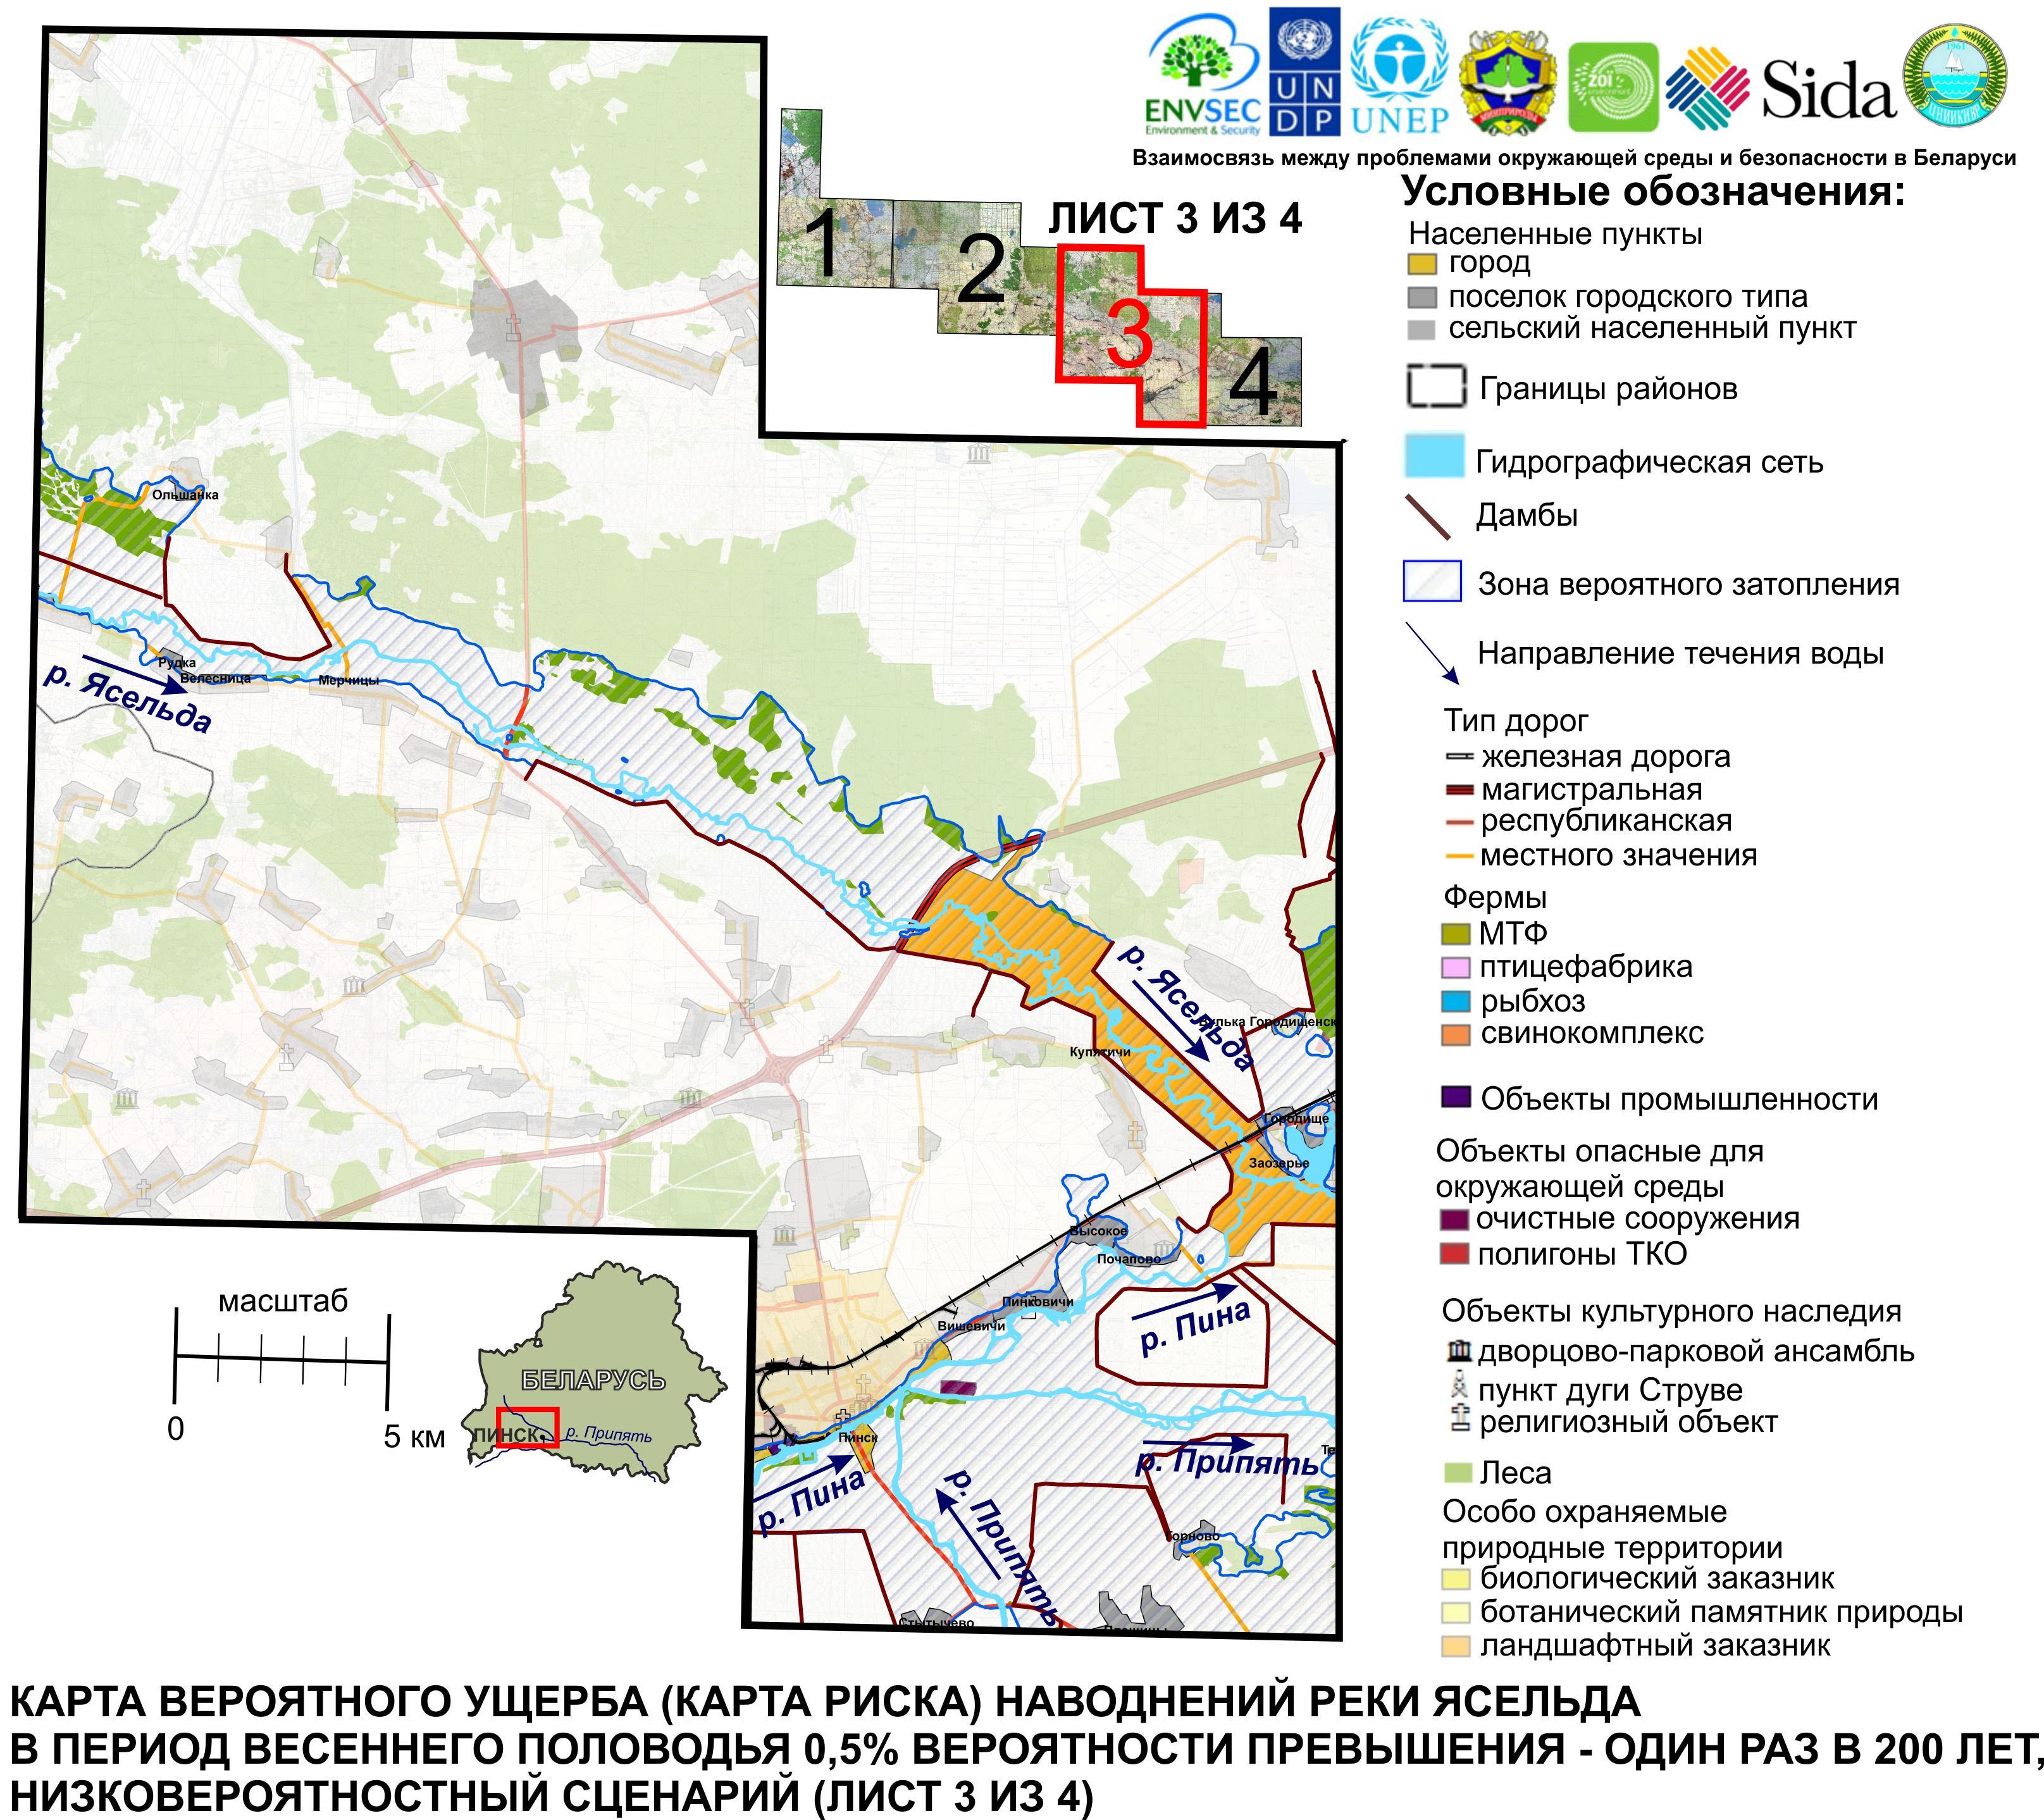 ENVSEC
Environment & Security
U N
D P
UNEP
МИНПРИРОДЫ
ZOÏ
Sida
1961
ЦНИИКИВР
Взаимосвязь между проблемами окружающей среды и безопасности в Беларуси
ЛИСТ 3 ИЗ 4
1
2
3
4
Условные обозначения:
Населенные пункты
город
поселок городского типа
сельский населенный пункт
Границы районов
Гидрографическая сеть
Дамбы
Зона вероятного затопления
Направление течения воды
Тип дорог
железная дорога
магистральная
республиканская
местного значения
Фермы
МТФ
птицефабрика
рыбхоз
свинокомплекс
Объекты промышленности
Объекты опасные для
окружающей среды
очистные сооружения
полигоны ТКО
Объекты культурного наследия
дворцово-парковой ансамбль
пункт дуги Струве
религиозный объект
Леса
Особо охраняемые
природные территории
биологический заказник
ботанический памятник природы
ландшафтный заказник
Ольшанка
Рудка
Велесница
Мерчицы
р. Ясельда
р. Ясельда
Вулька Городищенск
Купятичи
Городище
Заозерье
Высокое
Почапово
Пинковичи
Вишевичи
р. Пина
Пинск
р. Пина
р. Припять
р. Припять
Те
Горново
Стытычево
масштаб
0
5 км
БЕЛАРУСЬ
ПИНСК
р. Припять
КАРТА ВЕРОЯТНОГО УЩЕРБА (КАРТА РИСКА) НАВОДНЕНИЙ РЕКИ ЯСЕЛЬДА
В ПЕРИОД ВЕСЕННЕГО ПОЛОВОДЬЯ 0,5% ВЕРОЯТНОСТИ ПРЕВЫШЕНИЯ - ОДИН РАЗ В 200 ЛЕТ,
НИЗКОВЕРОЯТНОСТНЫЙ СЦЕНАРИЙ (ЛИСТ 3 ИЗ 4)